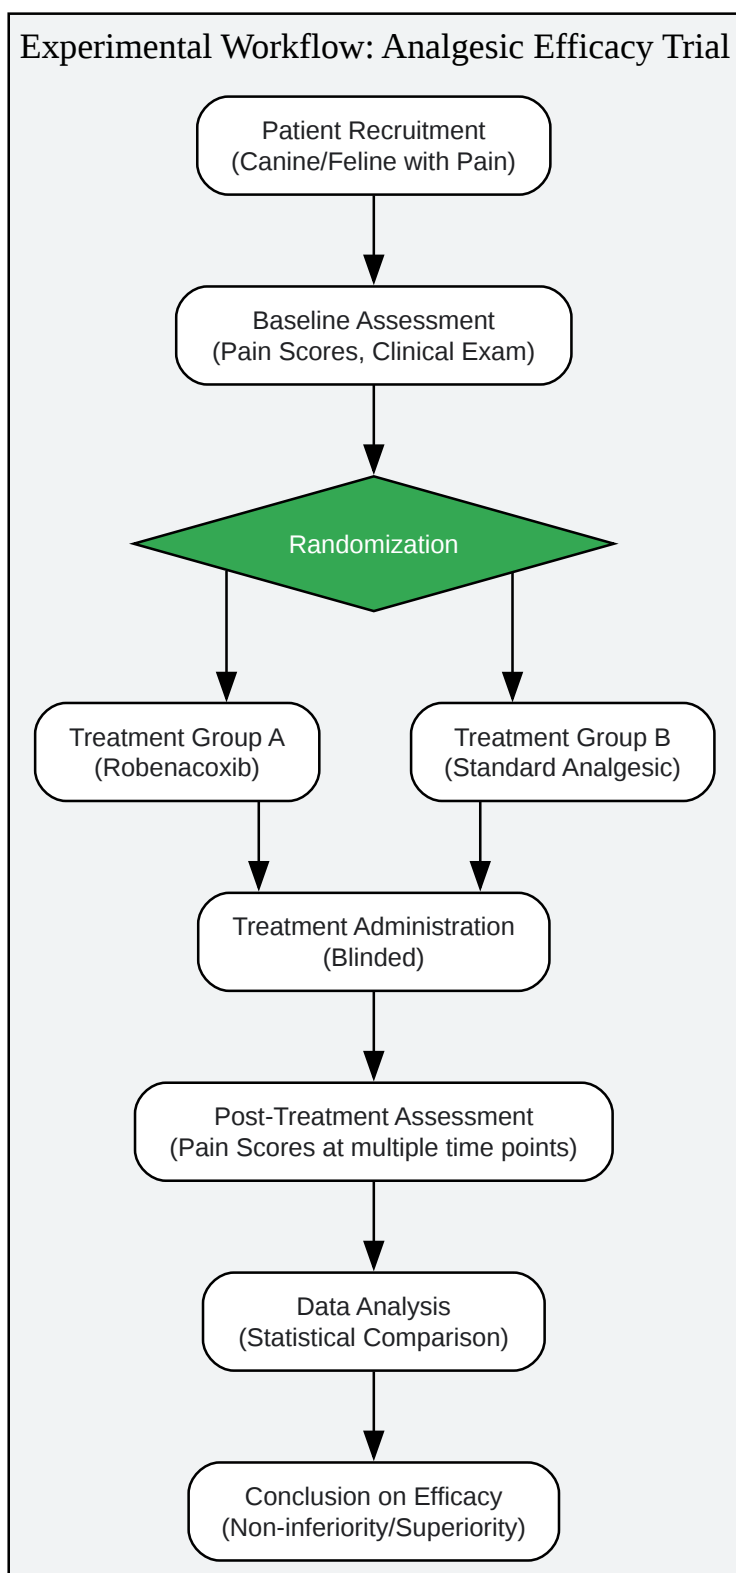 Experimental Workflow: Analgesic Efficacy Trial
Patient Recruitment
(Canine/Feline with Pain)
Baseline Assessment
(Pain Scores, Clinical Exam)
Randomization
Treatment Group A
(Robenacoxib)
Treatment Group B
(Standard Analgesic)
Treatment Administration
(Blinded)
Post-Treatment Assessment
(Pain Scores at multiple time points)
Data Analysis
(Statistical Comparison)
Conclusion on Efficacy
(Non-inferiority/Superiority)